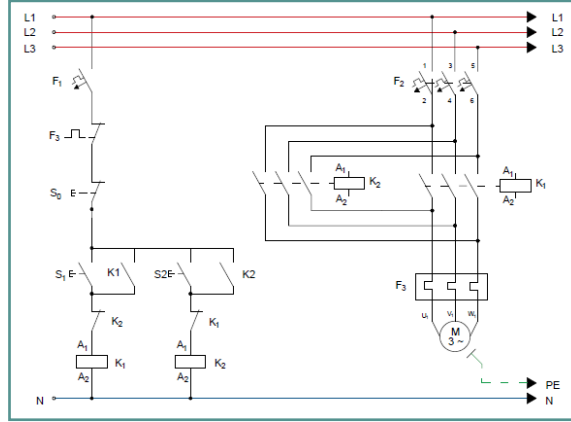 L1 L1
L2 L2
L3 L3
1 3 5
F1 F2
2 4 6
F3
A1 A1
K2 K1
A2 A2
S0
S1 K1 S2 K2
F3
K2 K1
U1 V1 W1
M
3 ~
A1 A1
K1 K2
A2 A2
PE
N N